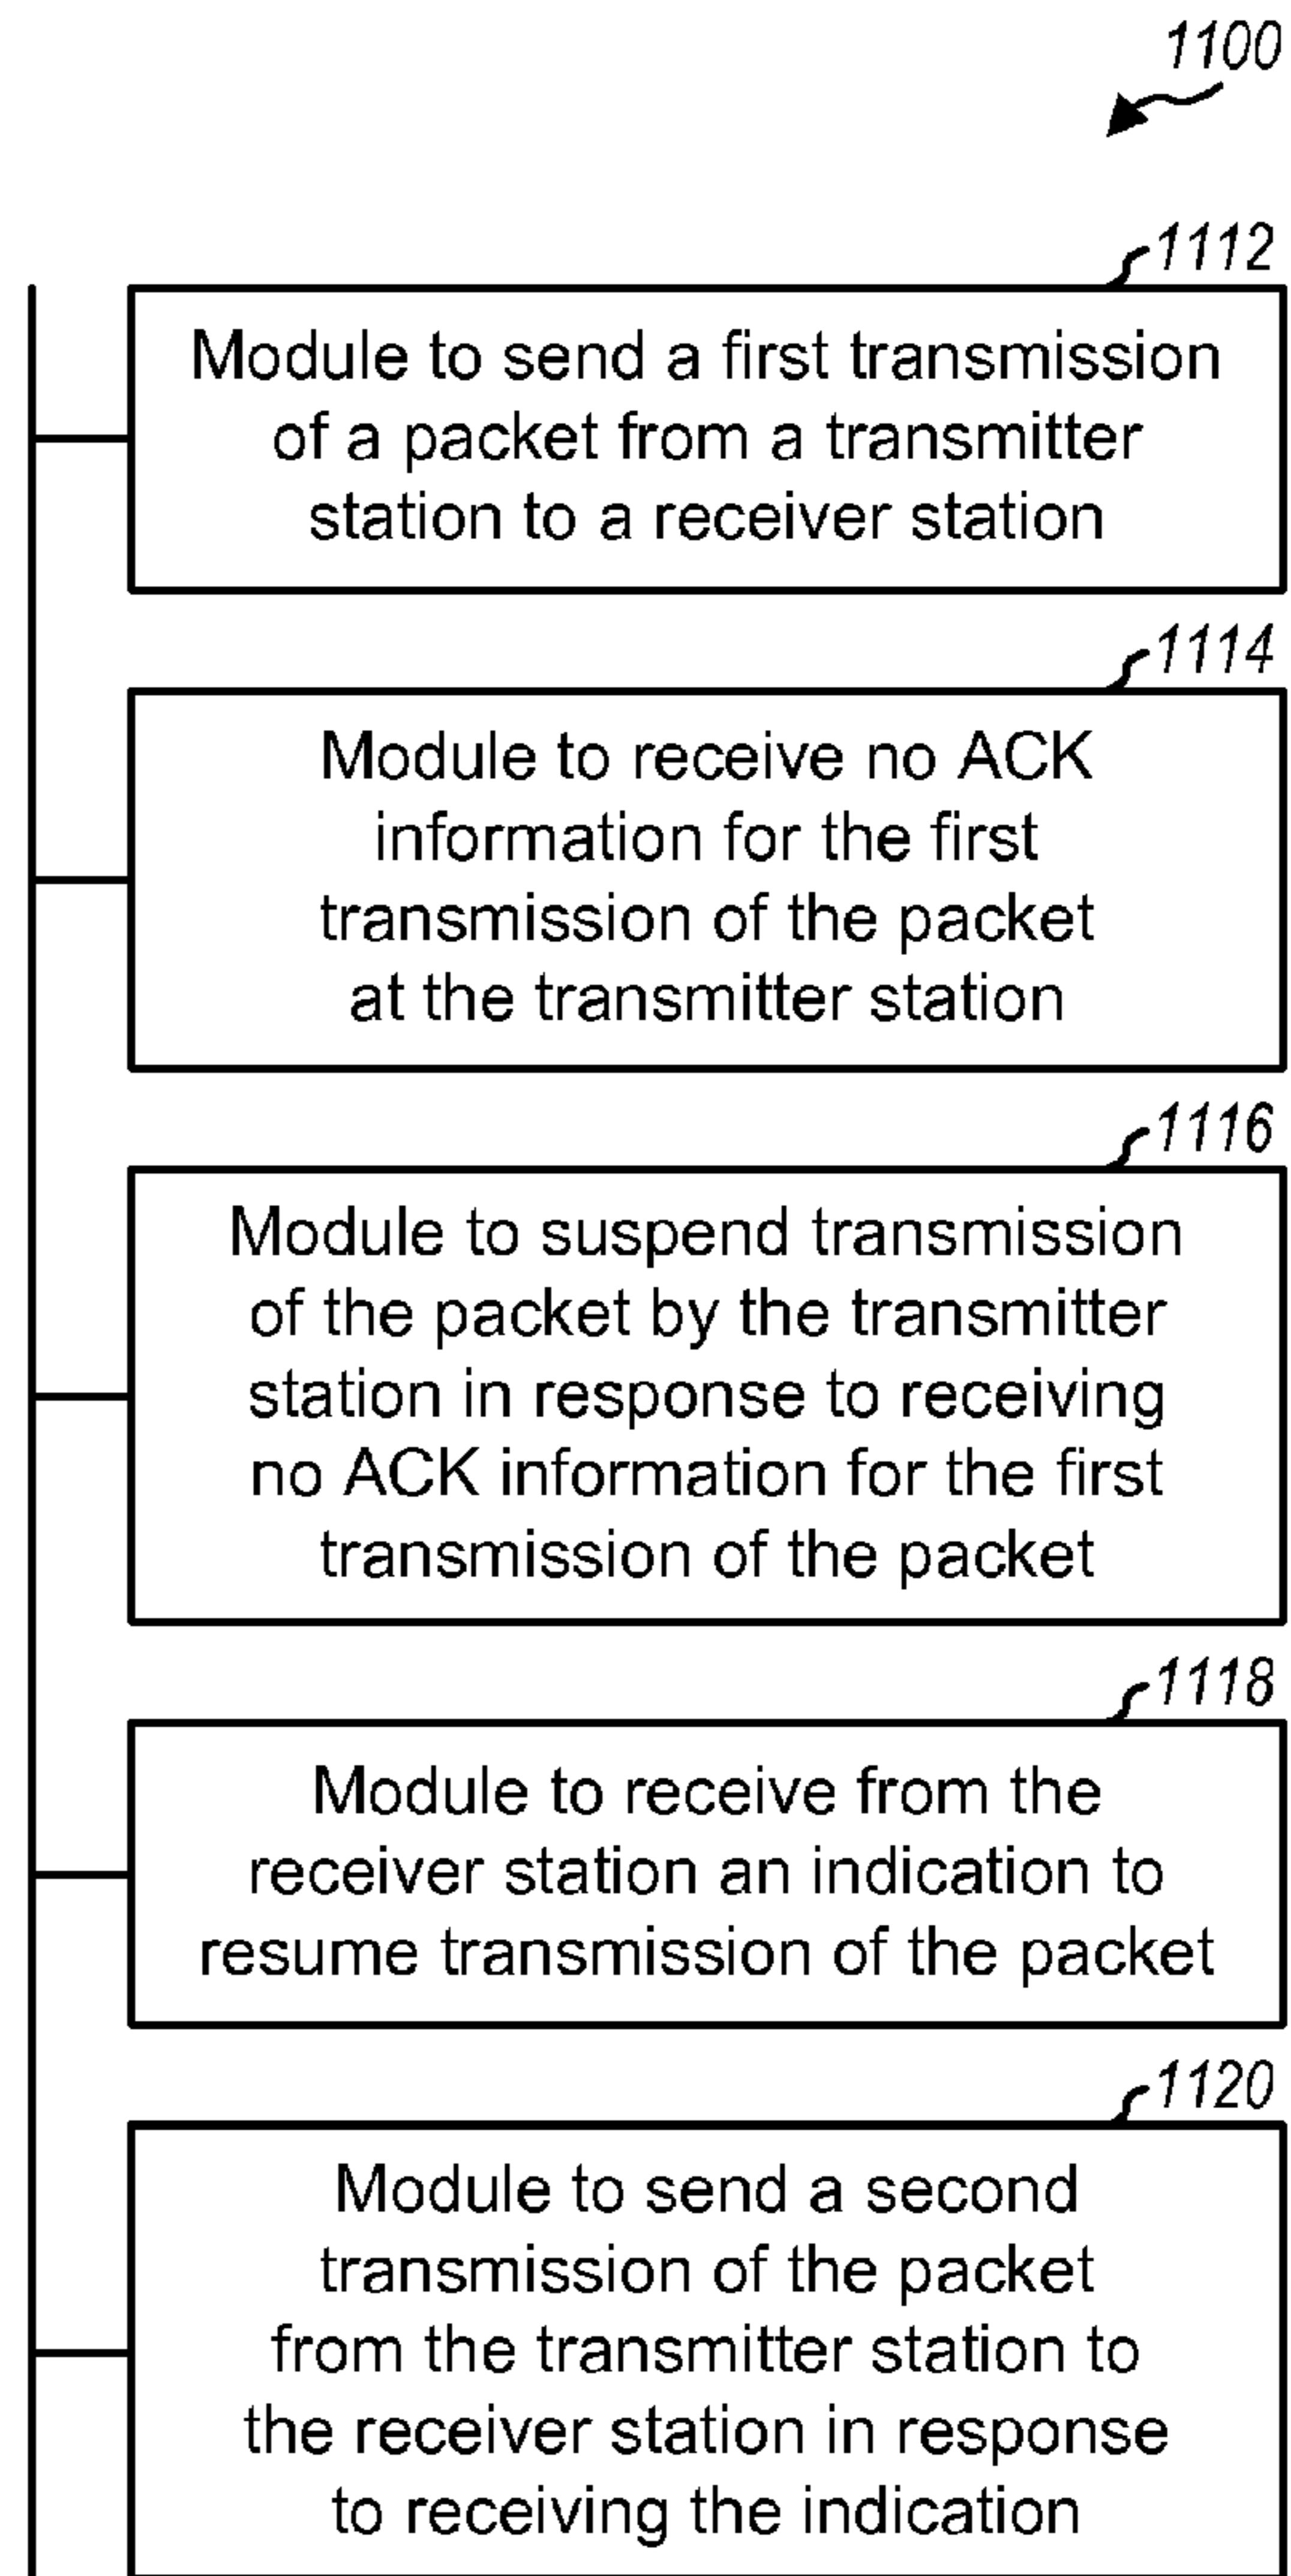 1100
1112
Module to send a first transmission
of a packet from a transmitter
station to a receiver station
1114
Module to receive no ACK
information for the first
transmission of the packet
at the transmitter station
1116
Module to suspend transmission
of the packet by the transmitter
station in response to receiving
no ACK information for the first
transmission of the packet
1118
Module to receive from the
receiver station an indication to
resume transmission of the packet
1120
Module to send a second
transmission of the packet
from the transmitter station to
the receiver station in response
to receiving the indication